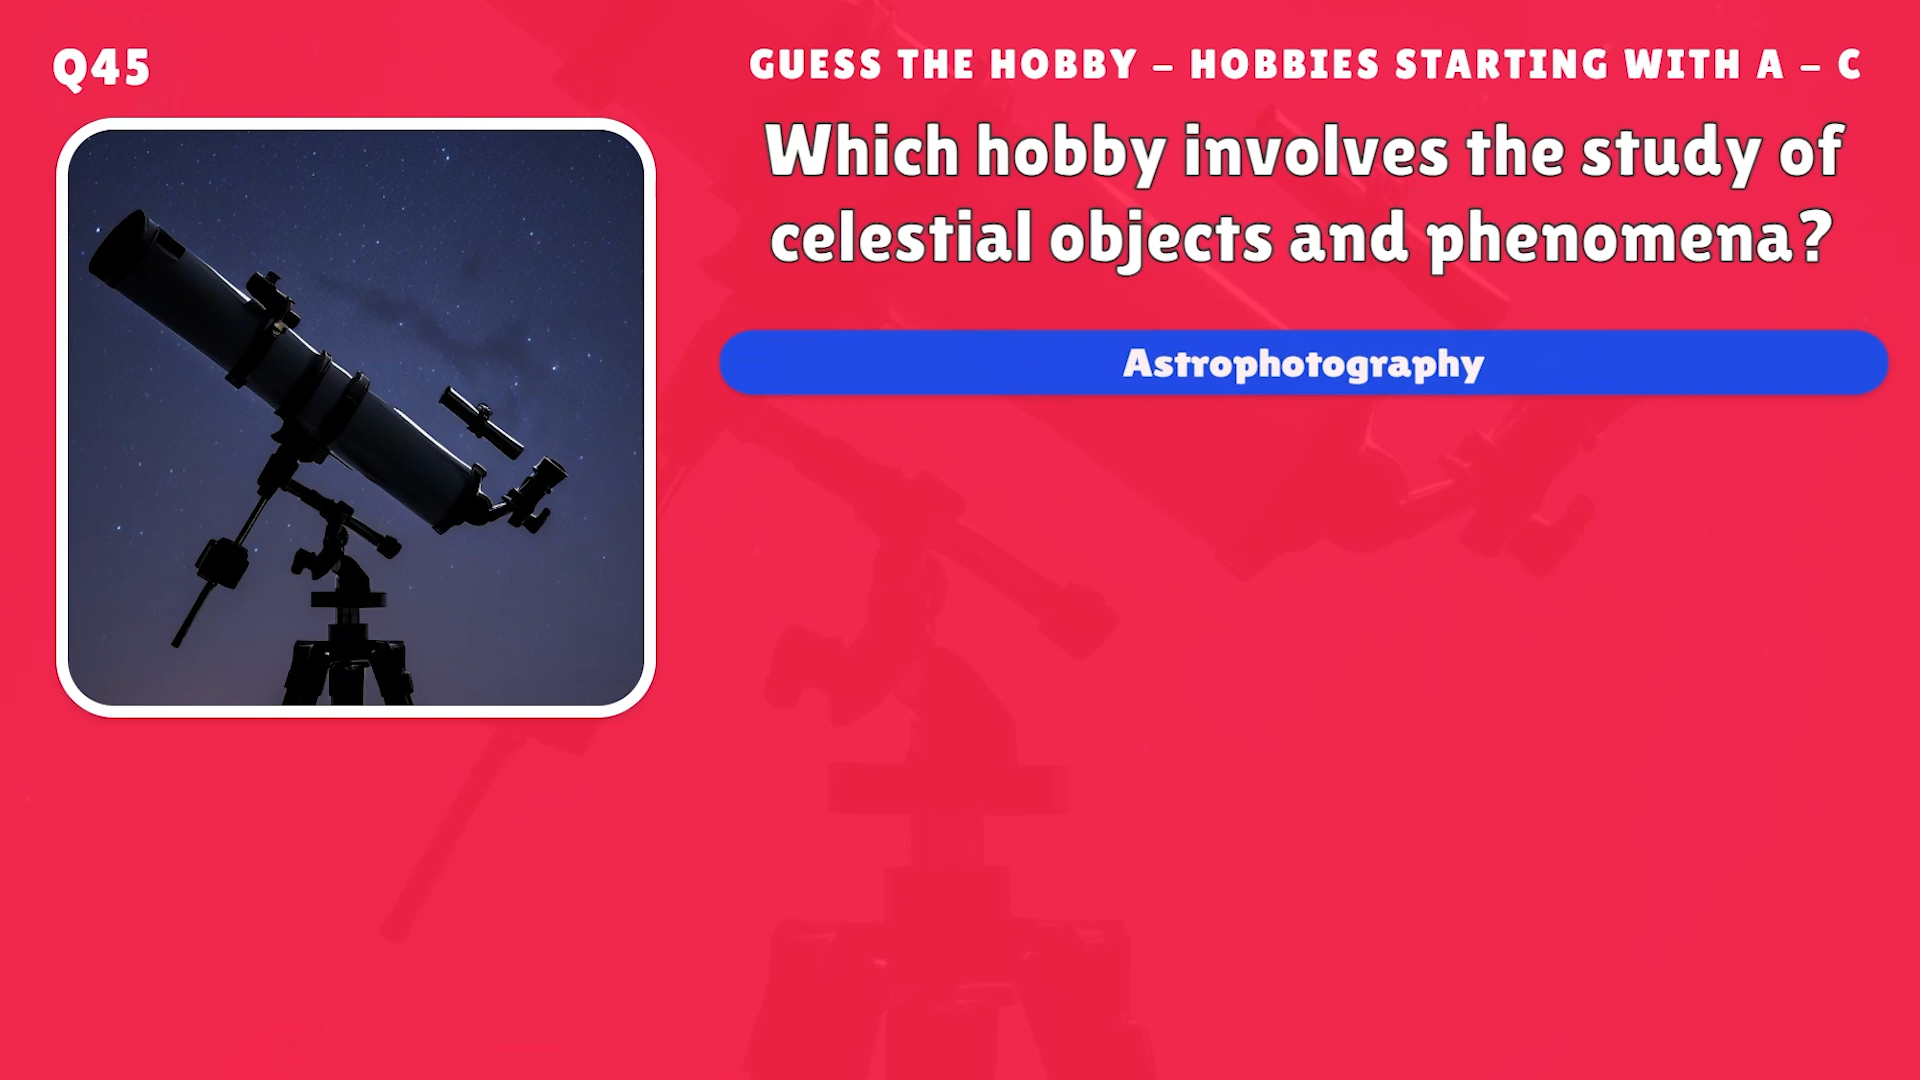 Q45
GUESS THE HOBBY – HOBBIES STARTING WITH A – C
Which hobby involves the study of
celestial objects and phenomena?
Astrophotography